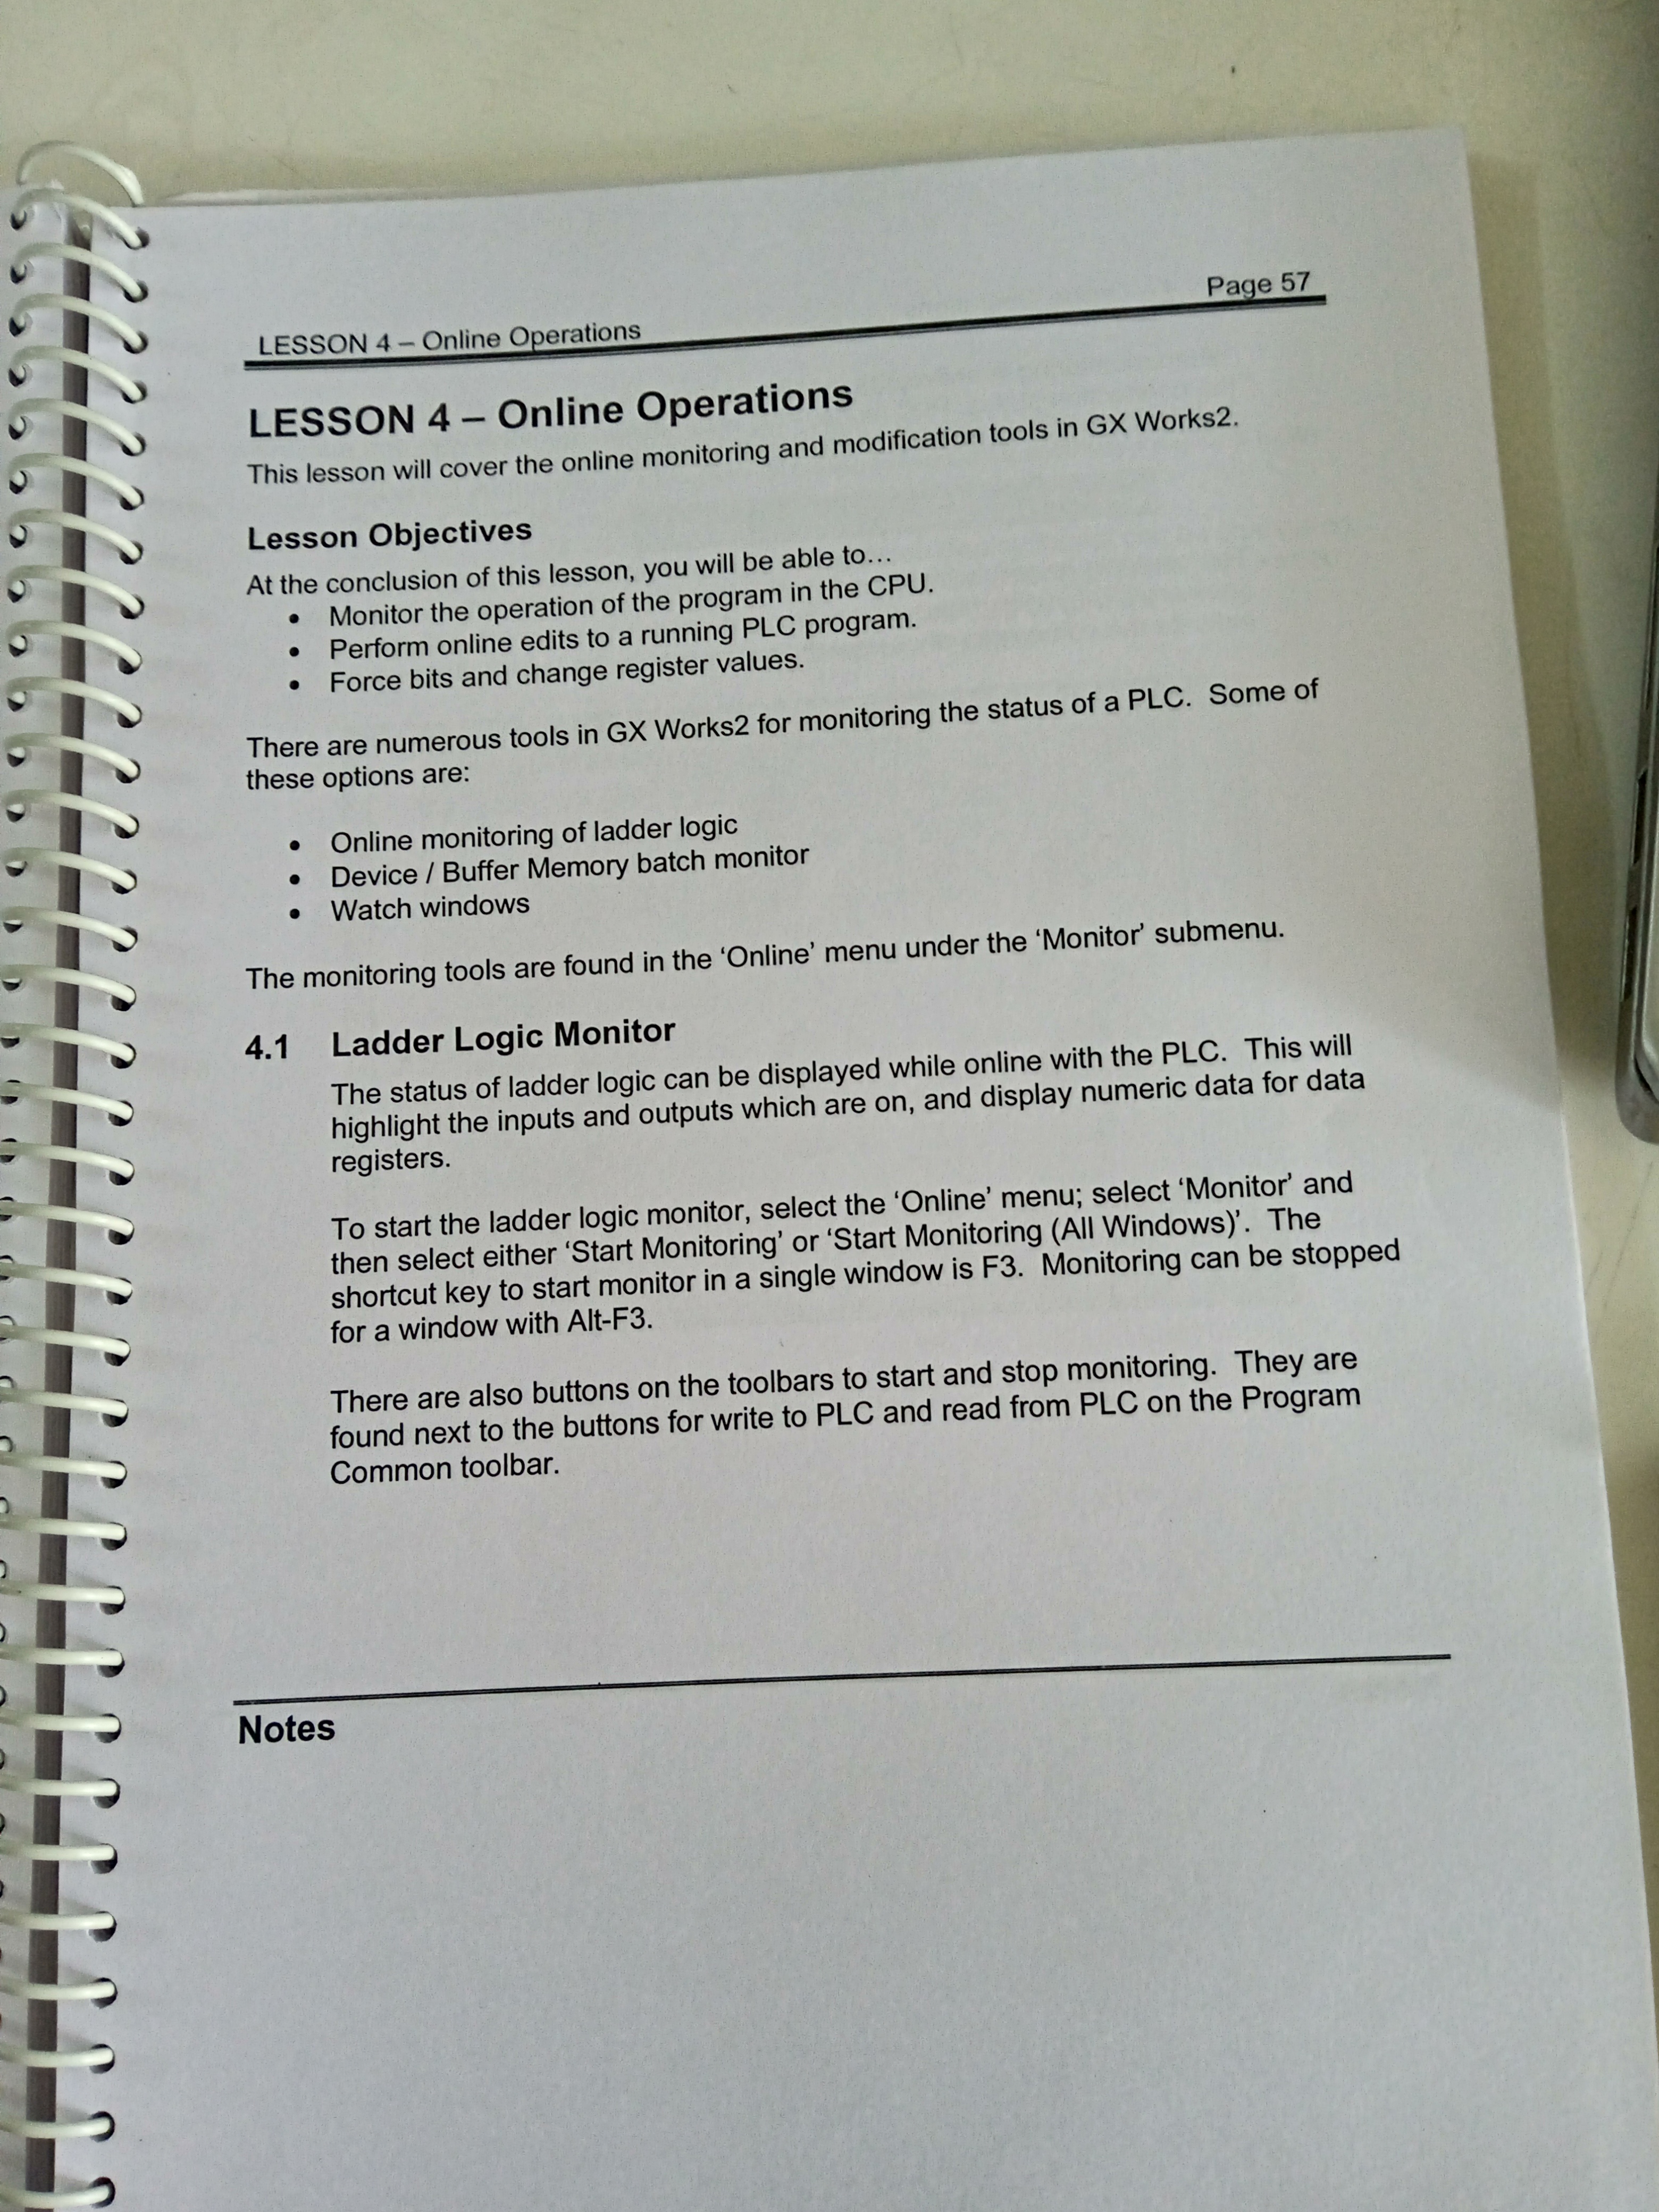 Page 57
LESSON 4 – Online Operations
LESSON 4 – Online Operations
This lesson will cover the online monitoring and modification tools in GX Works2.
Lesson Objectives
At the conclusion of this lesson, you will be able to…
• Monitor the operation of the program in the CPU.
• Perform online edits to a running PLC program.
• Force bits and change register values.
There are numerous tools in GX Works2 for monitoring the status of a PLC. Some of
these options are:
• Online monitoring of ladder logic
• Device / Buffer Memory batch monitor
• Watch windows
The monitoring tools are found in the ‘Online’ menu under the ‘Monitor’ submenu.
4.1 Ladder Logic Monitor
The status of ladder logic can be displayed while online with the PLC. This will
highlight the inputs and outputs which are on, and display numeric data for data
registers.
To start the ladder logic monitor, select the ‘Online’ menu; select ‘Monitor’ and
then select either ‘Start Monitoring’ or ‘Start Monitoring (All Windows)’. The
shortcut key to start monitor in a single window is F3. Monitoring can be stopped
for a window with Alt-F3.
There are also buttons on the toolbars to start and stop monitoring. They are
found next to the buttons for write to PLC and read from PLC on the Program
Common toolbar.
Notes